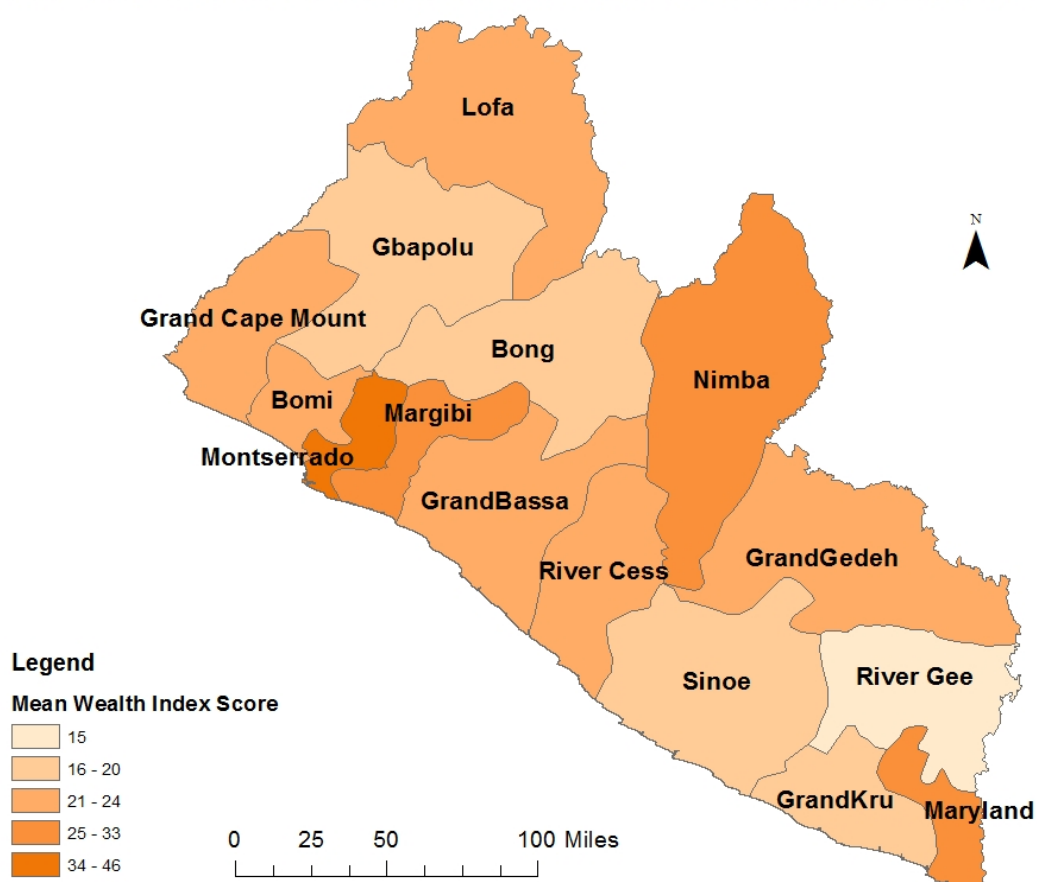 Lofa
N
Gbapolu
Grand Cape Mount
Bong
Nimba
Bomi
Margibi
Montserrado
GrandBassa
GrandGedeh
River Cess
Legend
River Gee
Sinoe
Mean Wealth Index Score
15
16 - 20
21 - 24
25 - 33
34 - 46
GrandKru
Maryland
0 25 50 100 Miles